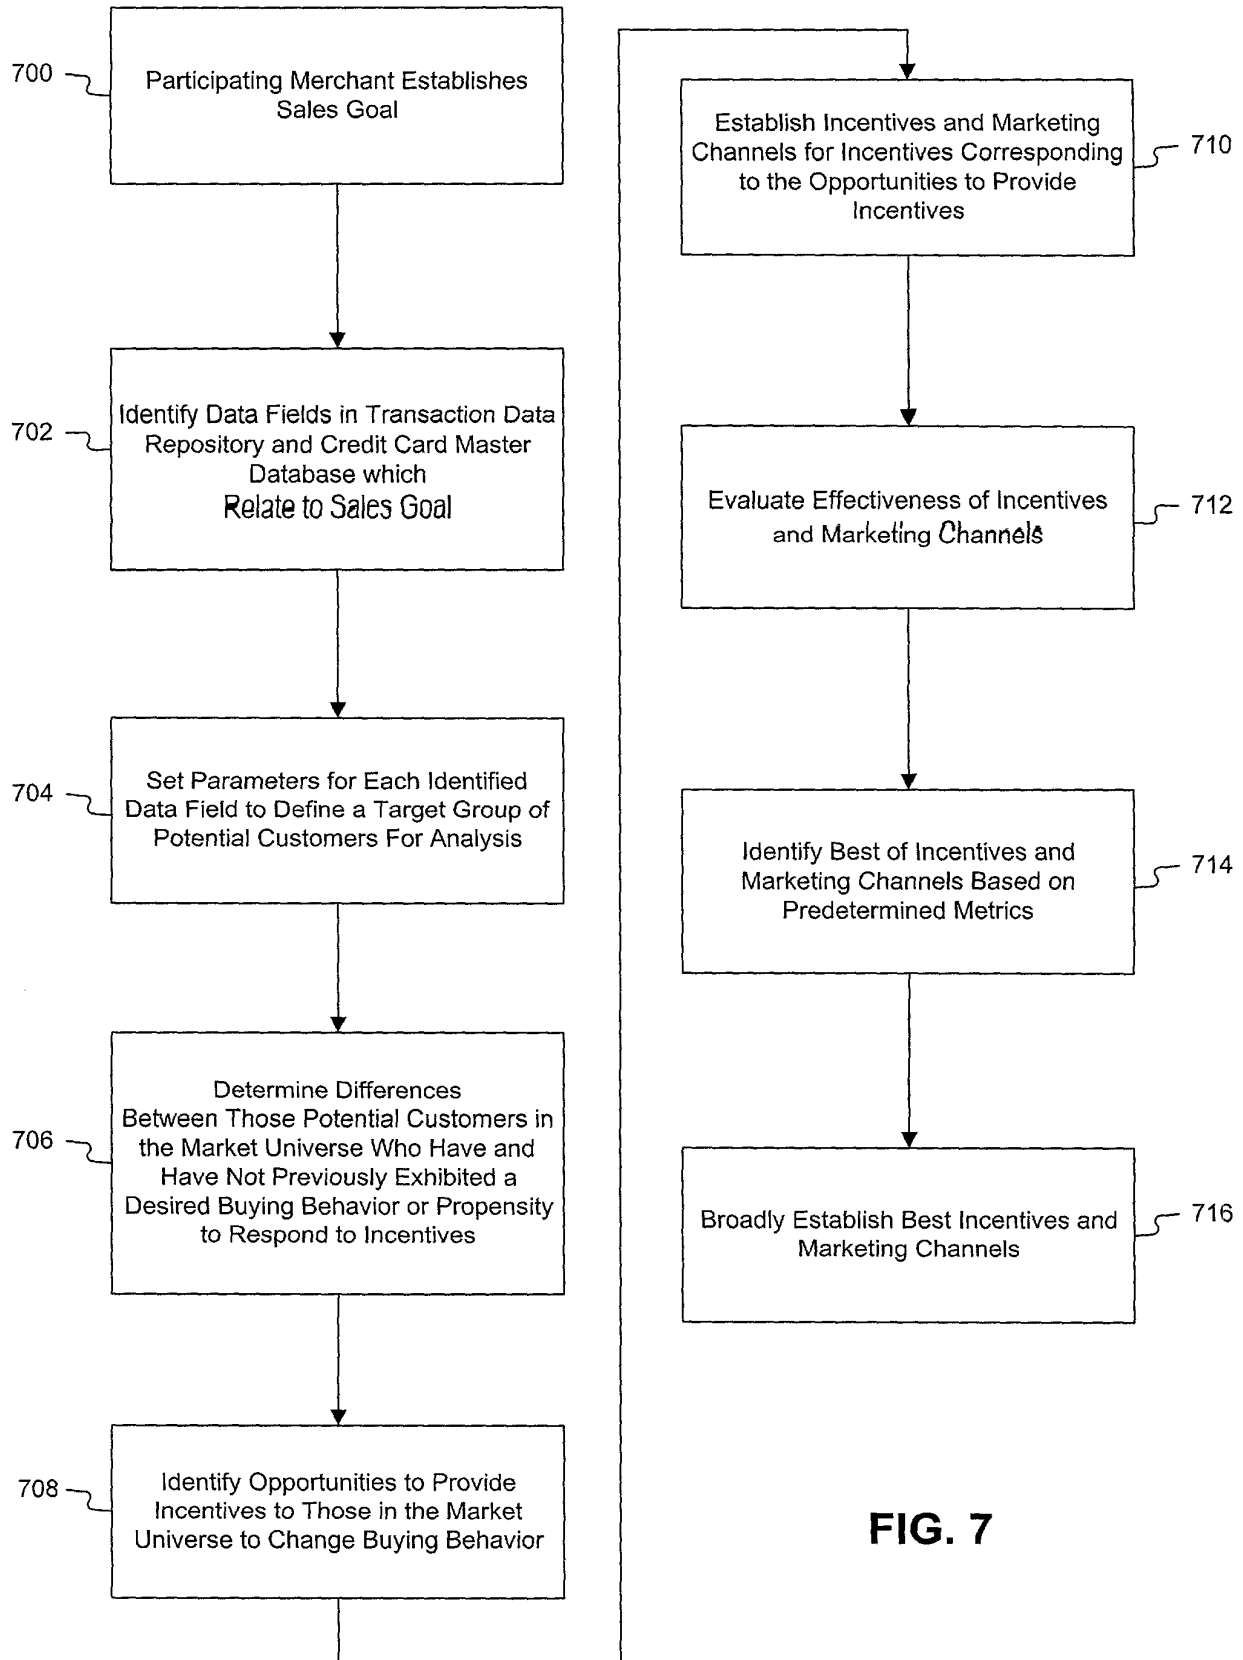 700
Participating Merchant Establishes
Sales Goal
702
Identify Data Fields in Transaction Data
Repository and Credit Card Master
Database which
Relate to Sales Goal
704
Set Parameters for Each Identified
Data Field to Define a Target Group of
Potential Customers For Analysis
706
Determine Differences
Between Those Potential Customers in
the Market Universe Who Have and
Have Not Previously Exhibited a
Desired Buying Behavior or Propensity
to Respond to Incentives
708
Identify Opportunities to Provide
Incentives to Those in the Market
Universe to Change Buying Behavior
Establish Incentives and Marketing
Channels for Incentives Corresponding
to the Opportunities to Provide
Incentives
710
Evaluate Effectiveness of Incentives
and Marketing Channels
712
Identify Best of Incentives and
Marketing Channels Based on
Predetermined Metrics
714
Broadly Establish Best Incentives and
Marketing Channels
716
FIG. 7